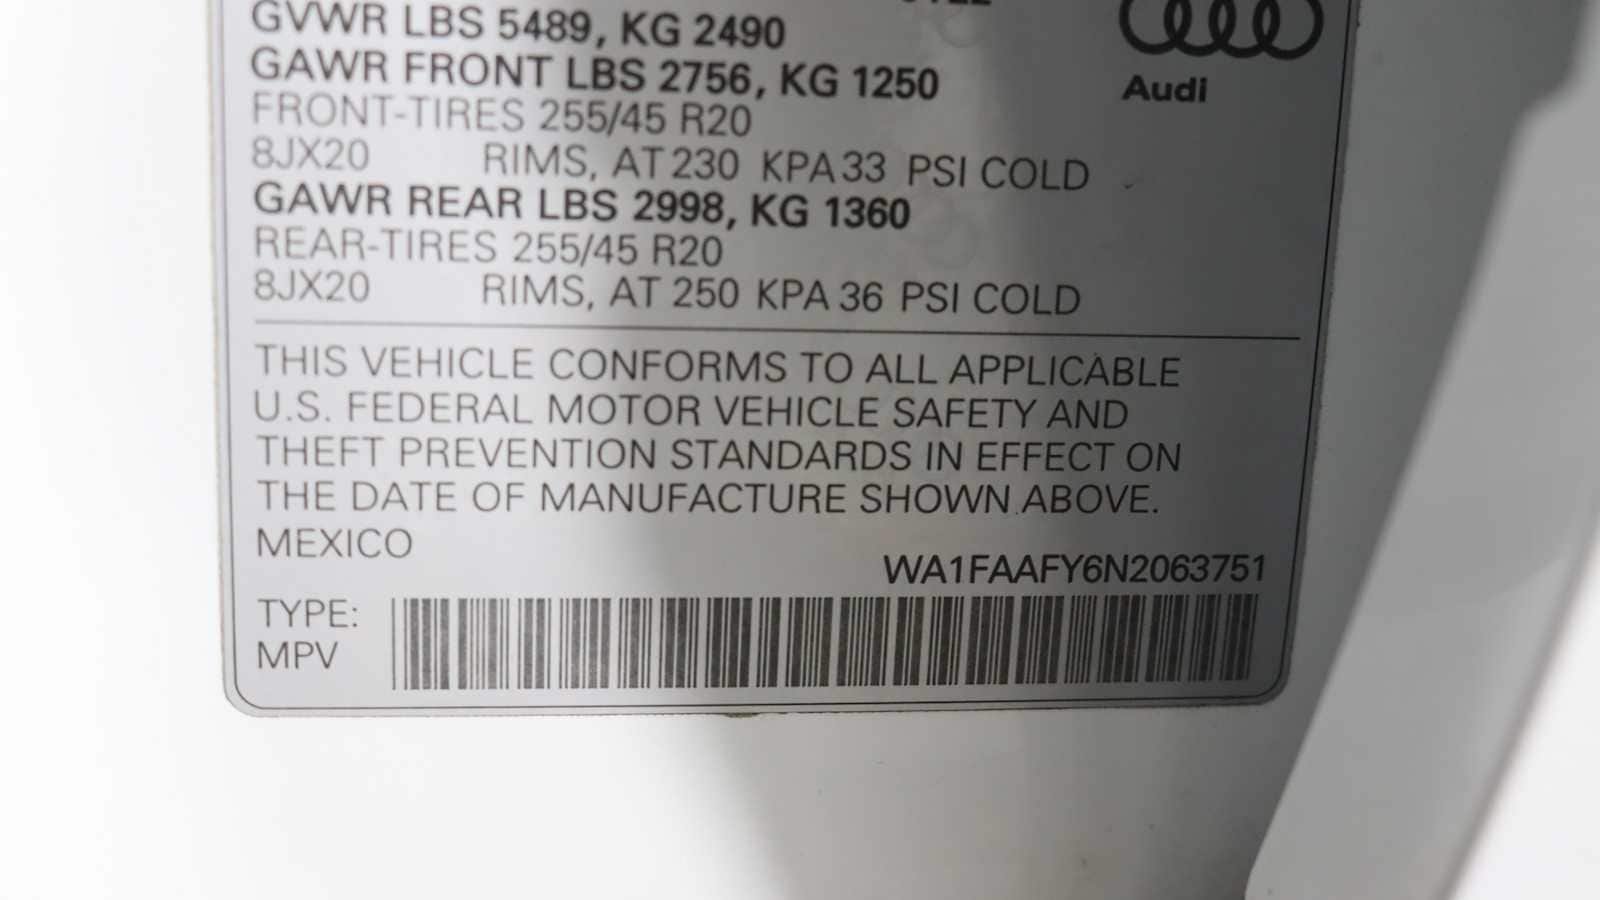 GVWR LBS 5489, KG 2490
GAWR FRONT LBS 2756, KG 1250
Audi
FRONT-TIRES 255/45 R20
8JX20 RIMS, AT 230 KPA 33 PSI COLD
GAWR REAR LBS 2998, KG 1360
REAR-TIRES 255/45 R20
8JX20 RIMS, AT 250 KPA 36 PSI COLD
THIS VEHICLE CONFORMS TO ALL APPLICABLE
U.S. FEDERAL MOTOR VEHICLE SAFETY AND
THEFT PREVENTION STANDARDS IN EFFECT ON
THE DATE OF MANUFACTURE SHOWN ABOVE.
MEXICO
WA1FAAFY6N2063751
TYPE:
MPV